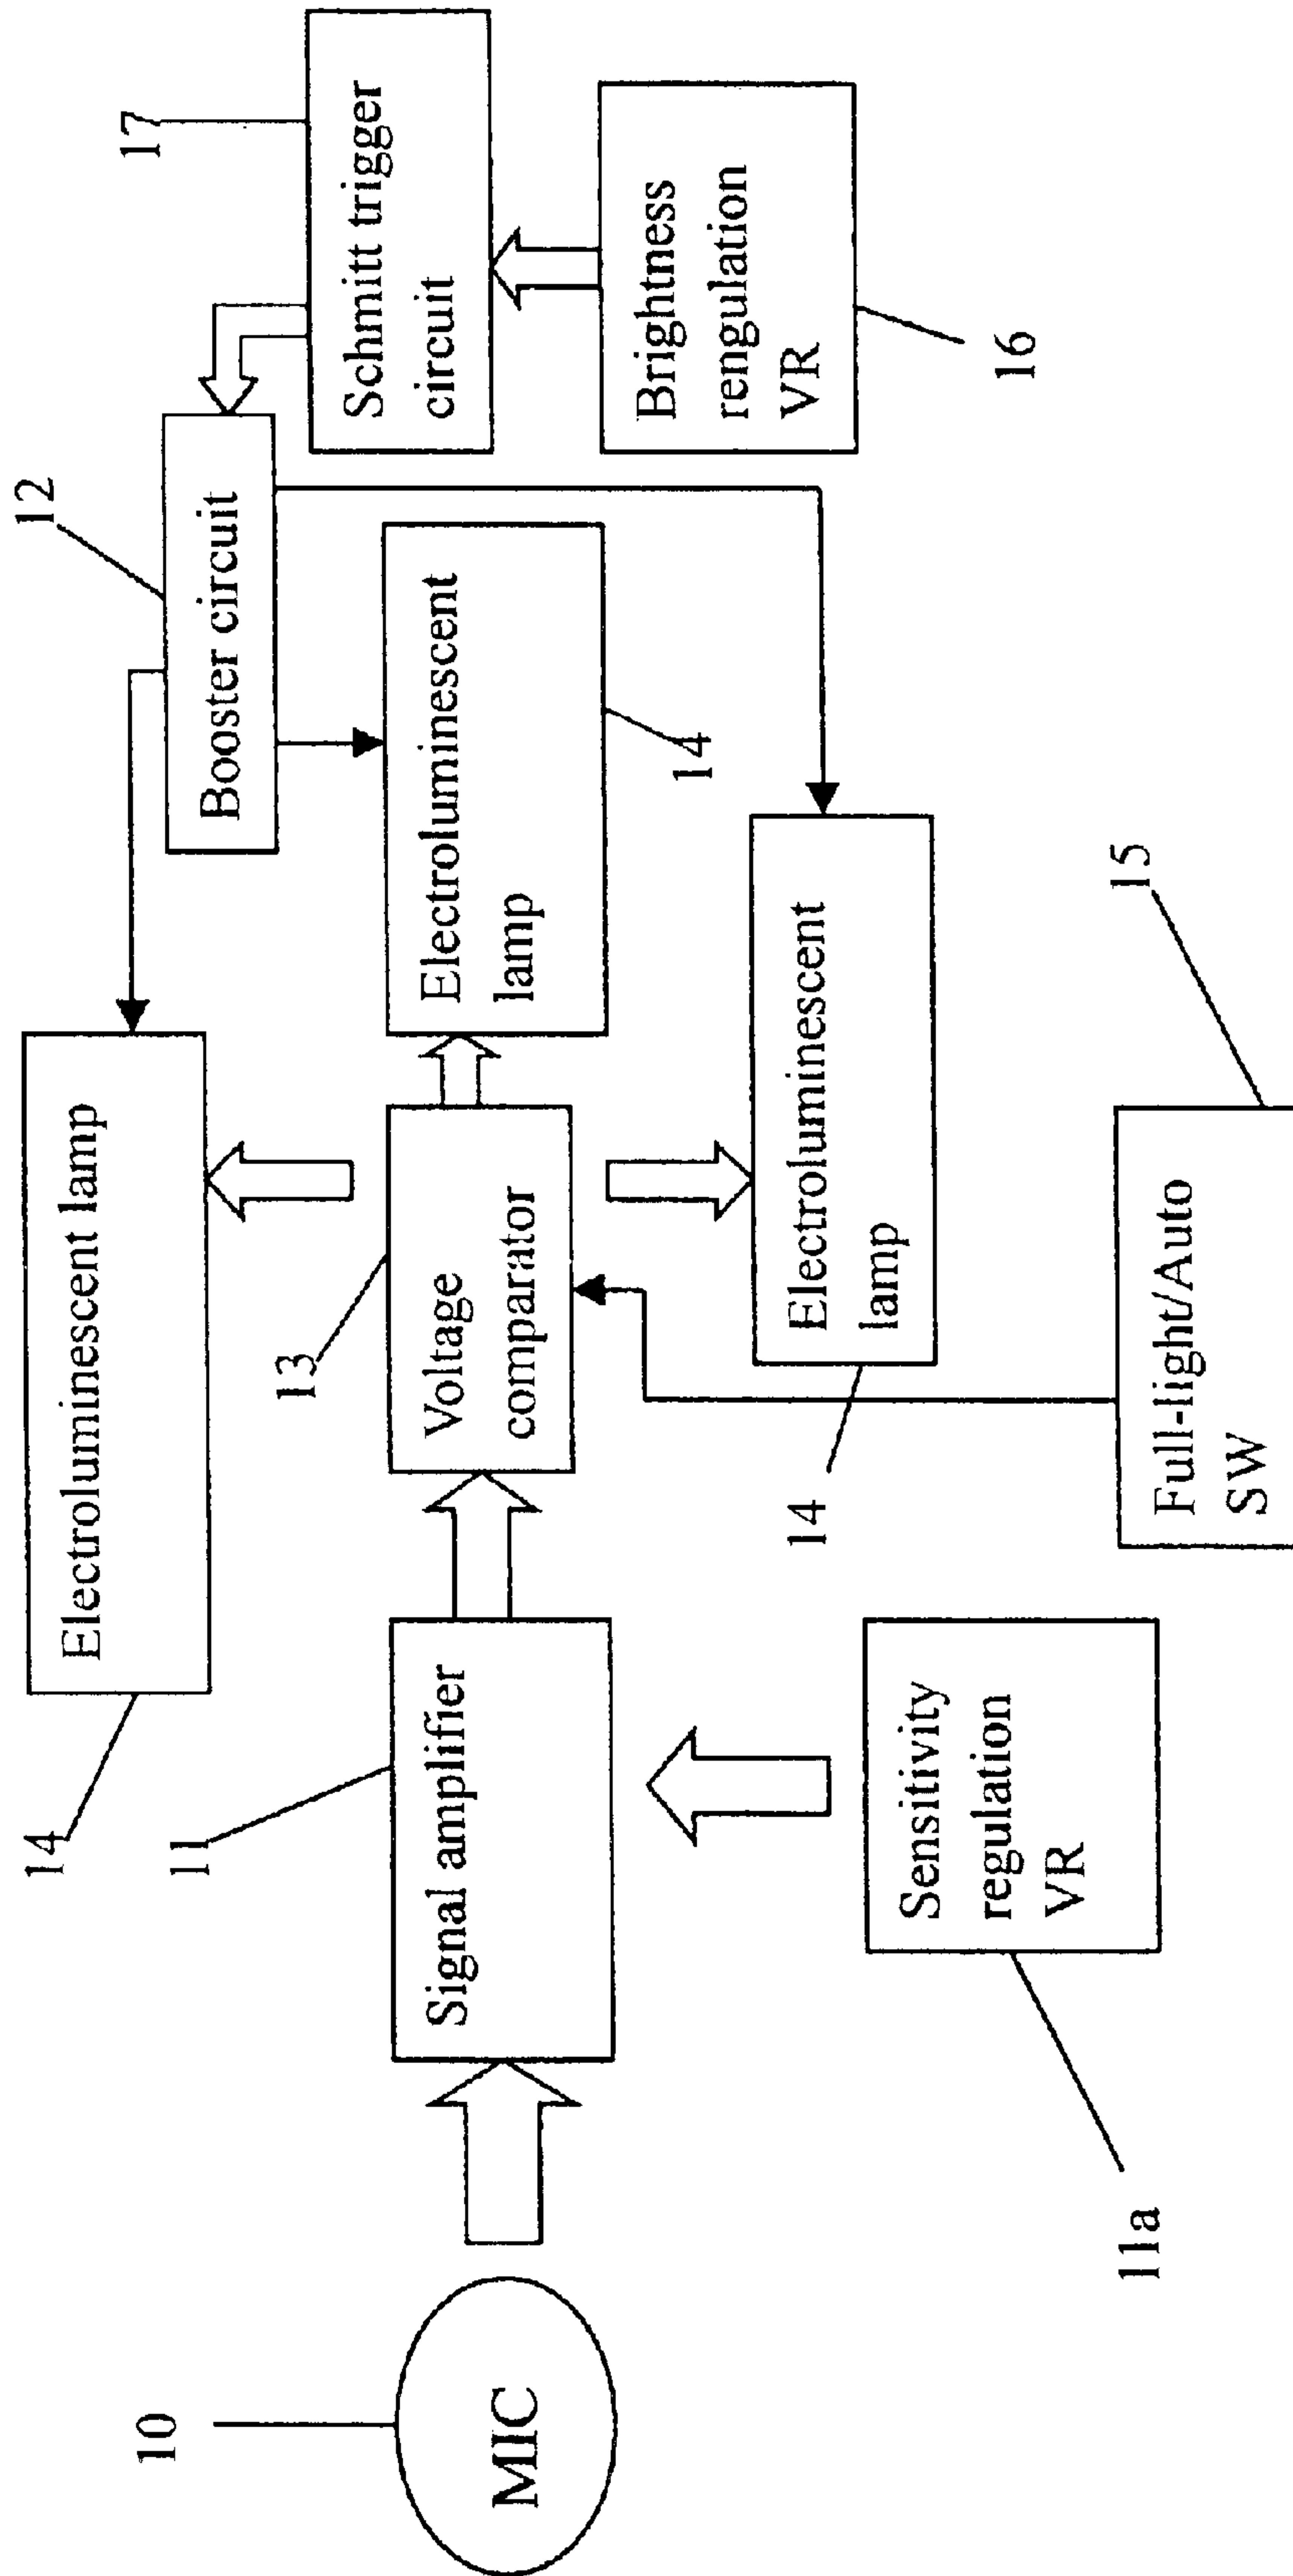 14
Electroluminescent lamp
12
Booster circuit
17
Schmitt trigger
circuit
10
MIC
11
Signal amplifier
13
Voltage
comparator
Electroluminescent
lamp
14
Brightness
rengulation
VR
16
11a
Sensitivity
regulation
VR
14
Electroluminescent
lamp
15
Full-light/Auto
SW